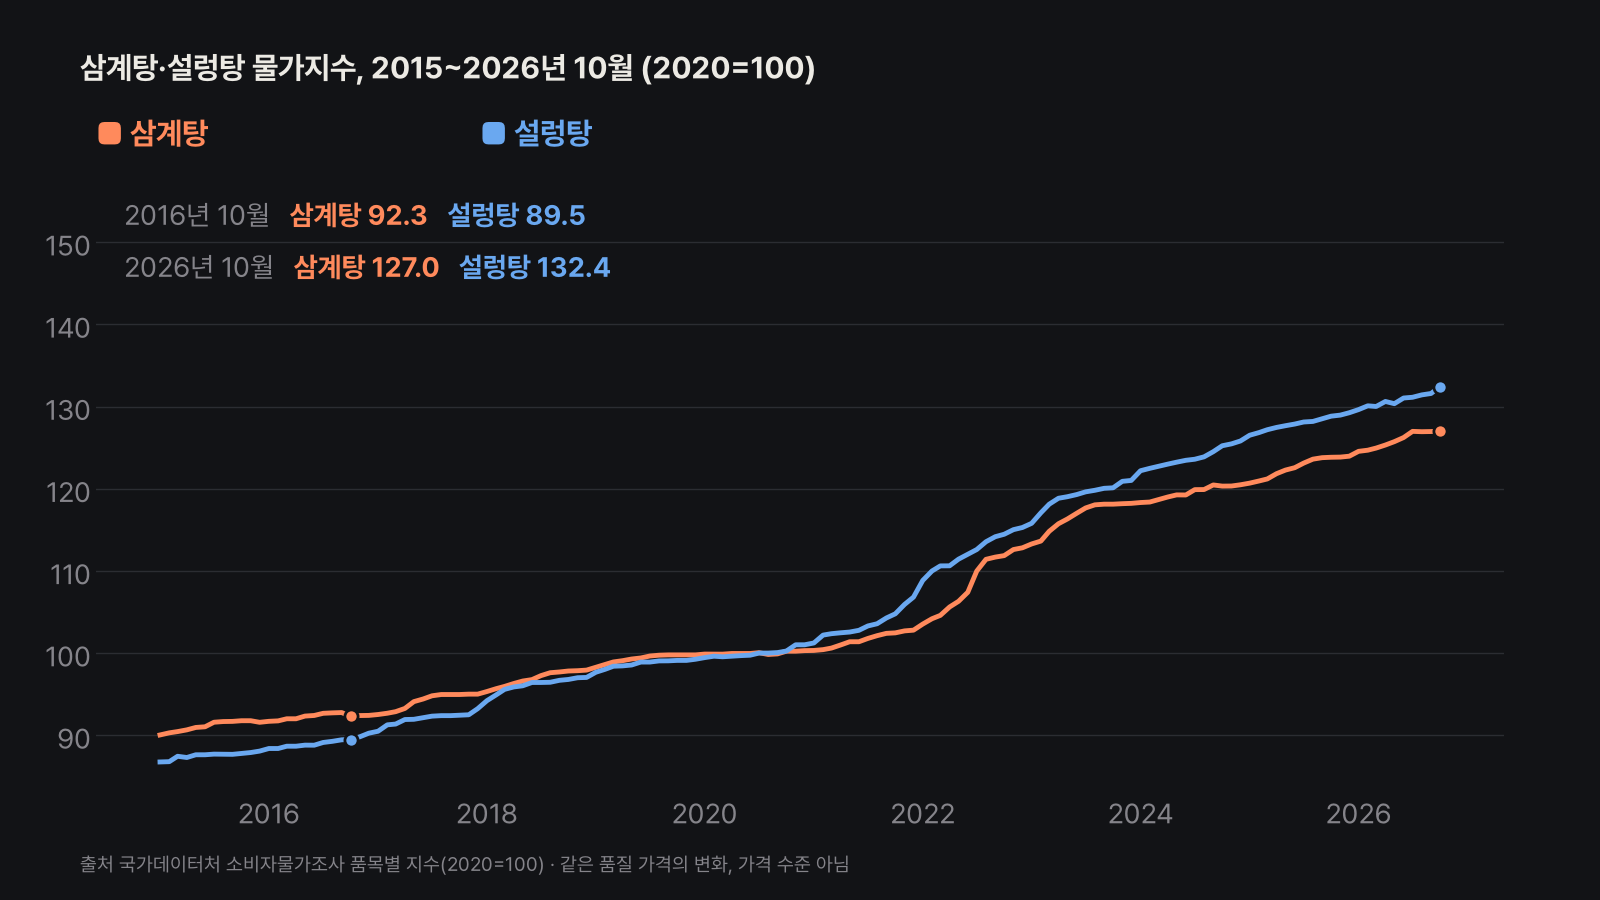 삼계탕·설렁탕 물가지수, 2015~2026년 10월 (2020=100)
삼계탕 설렁탕
2016년 10월 삼계탕 92.3 설렁탕 89.5
150
2026년 10월 삼계탕 127.0 설렁탕 132.4
140
130
120
110
100
90
2016 2018 2020 2022 2024 2026
출처 국가데이터처 소비자물가조사 품목별 지수(2020=100) · 같은 품질 가격의 변화, 가격 수준 아님